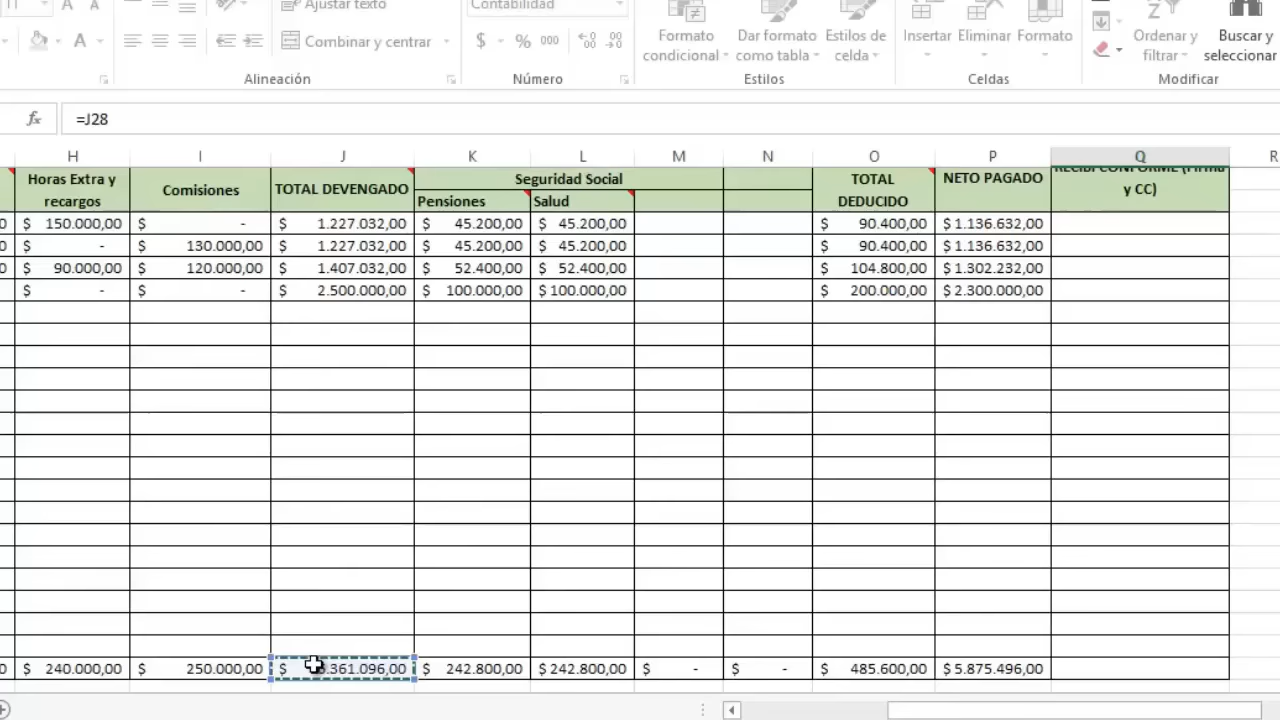 11 A A Ajustar texto Contabilidad
A Combinar y centrar $ % 000 Formato Dar formato Estilos de Insertar Eliminar Formato Ordenar y Buscar y
condicional como tabla celda filtrar seleccionar
Alineación Número Estilos Celdas Modificar
fx =J28
H I J K L M N O P Q R
Horas Extra y Comisiones TOTAL DEVENGADO Seguridad Social TOTAL NETO PAGADO RECIBI CONFORME (Firma
recargos Pensiones Salud DEDUCIDO y CC)
0 $ 150.000,00 $ - $ 1.227.032,00 $ 45.200,00 $ 45.200,00 $ 90.400,00 $ 1.136.632,00
0 $ - $ 130.000,00 $ 1.227.032,00 $ 45.200,00 $ 45.200,00 $ 90.400,00 $ 1.136.632,00
0 $ 90.000,00 $ 120.000,00 $ 1.407.032,00 $ 52.400,00 $ 52.400,00 $ 104.800,00 $ 1.302.232,00
$ - $ - $ 2.500.000,00 $ 100.000,00 $ 100.000,00 $ 200.000,00 $ 2.300.000,00
0 $ 240.000,00 $ 250.000,00 $ .361.096,00 $ 242.800,00 $ 242.800,00 $ - $ - $ 485.600,00 $ 5.875.496,00